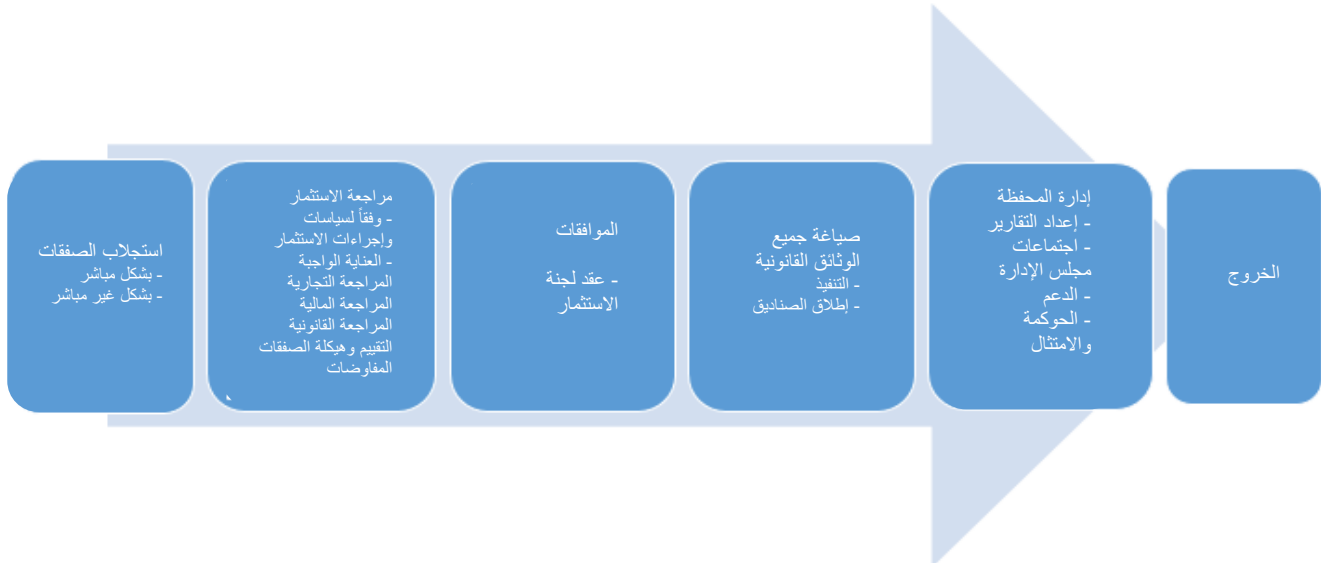 استجلاب الصفقات
- بشكل مباشر
- بشكل غير مباشر
مراجعة الاستثمار
- وفقاً لسياسات
وإجراءات الاستثمار
- العناية الواجبة
المراجعة التجارية
المراجعة المالية
المراجعة القانونية
التقييم وهيكلة الصفقات
المفاوضات
الموافقات
- عقد لجنة
الاستثمار
صياغة جميع
الوثائق القانونية
- التنفيذ
- إطلاق الصناديق
إدارة المحفظة
- إعداد التقارير
- اجتماعات
مجلس الإدارة
- الدعم
- الحوكمة
والامتثال
الخروج